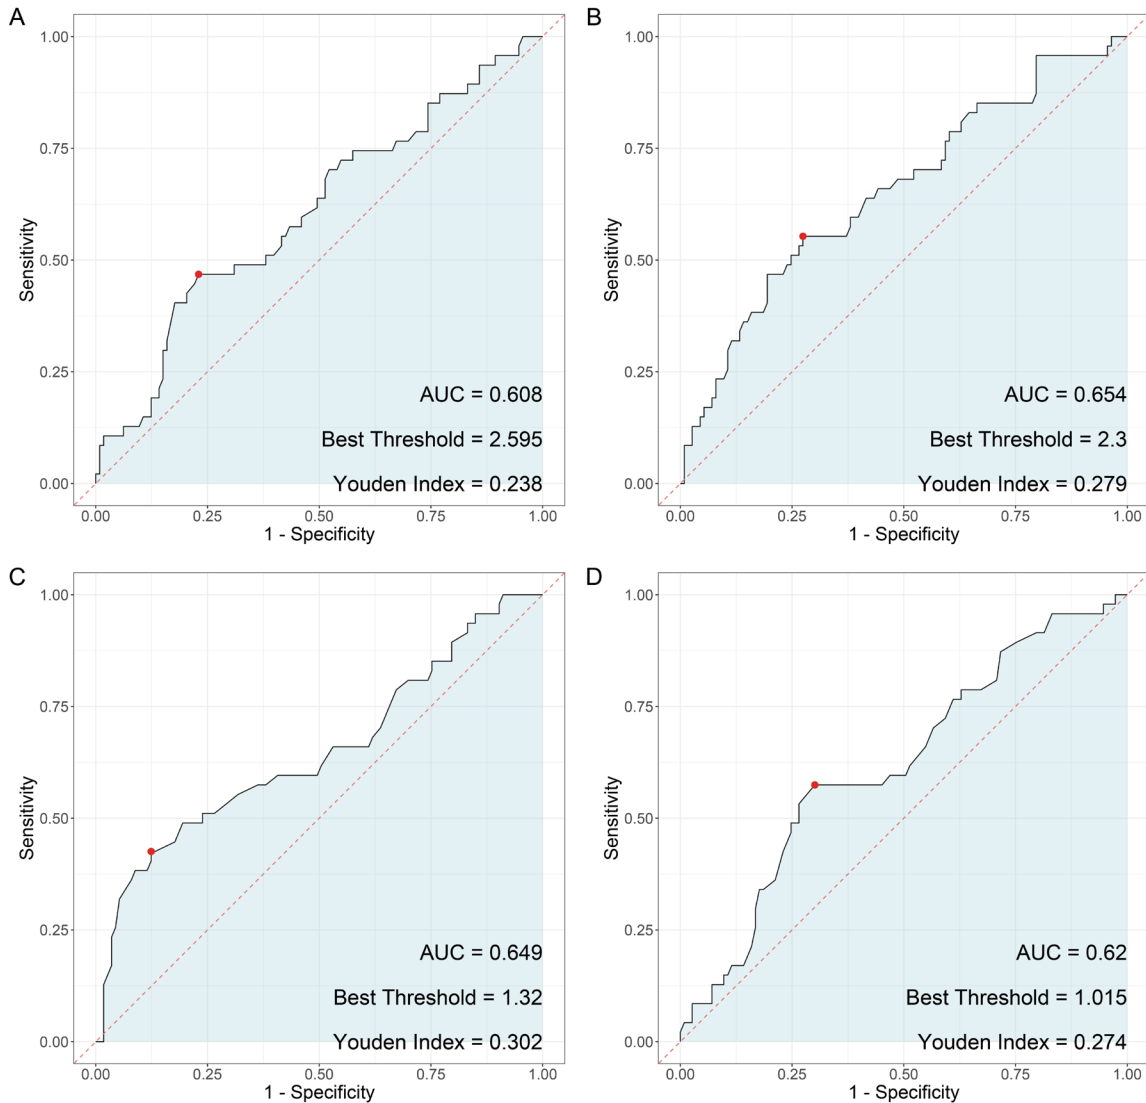 A
1.00
0.75
0.50
0.25
0.00
Sensitivity
AUC = 0.608
Best Threshold = 2.595
Youden Index = 0.238
0.00 0.25 0.50 0.75 1.00
1 - Specificity
B
1.00
0.75
0.50
0.25
0.00
Sensitivity
AUC = 0.654
Best Threshold = 2.3
Youden Index = 0.279
0.00 0.25 0.50 0.75 1.00
1 - Specificity
C
1.00
0.75
0.50
0.25
0.00
Sensitivity
AUC = 0.649
Best Threshold = 1.32
Youden Index = 0.302
0.00 0.25 0.50 0.75 1.00
1 - Specificity
D
1.00
0.75
0.50
0.25
0.00
Sensitivity
AUC = 0.62
Best Threshold = 1.015
Youden Index = 0.274
0.00 0.25 0.50 0.75 1.00
1 - Specificity